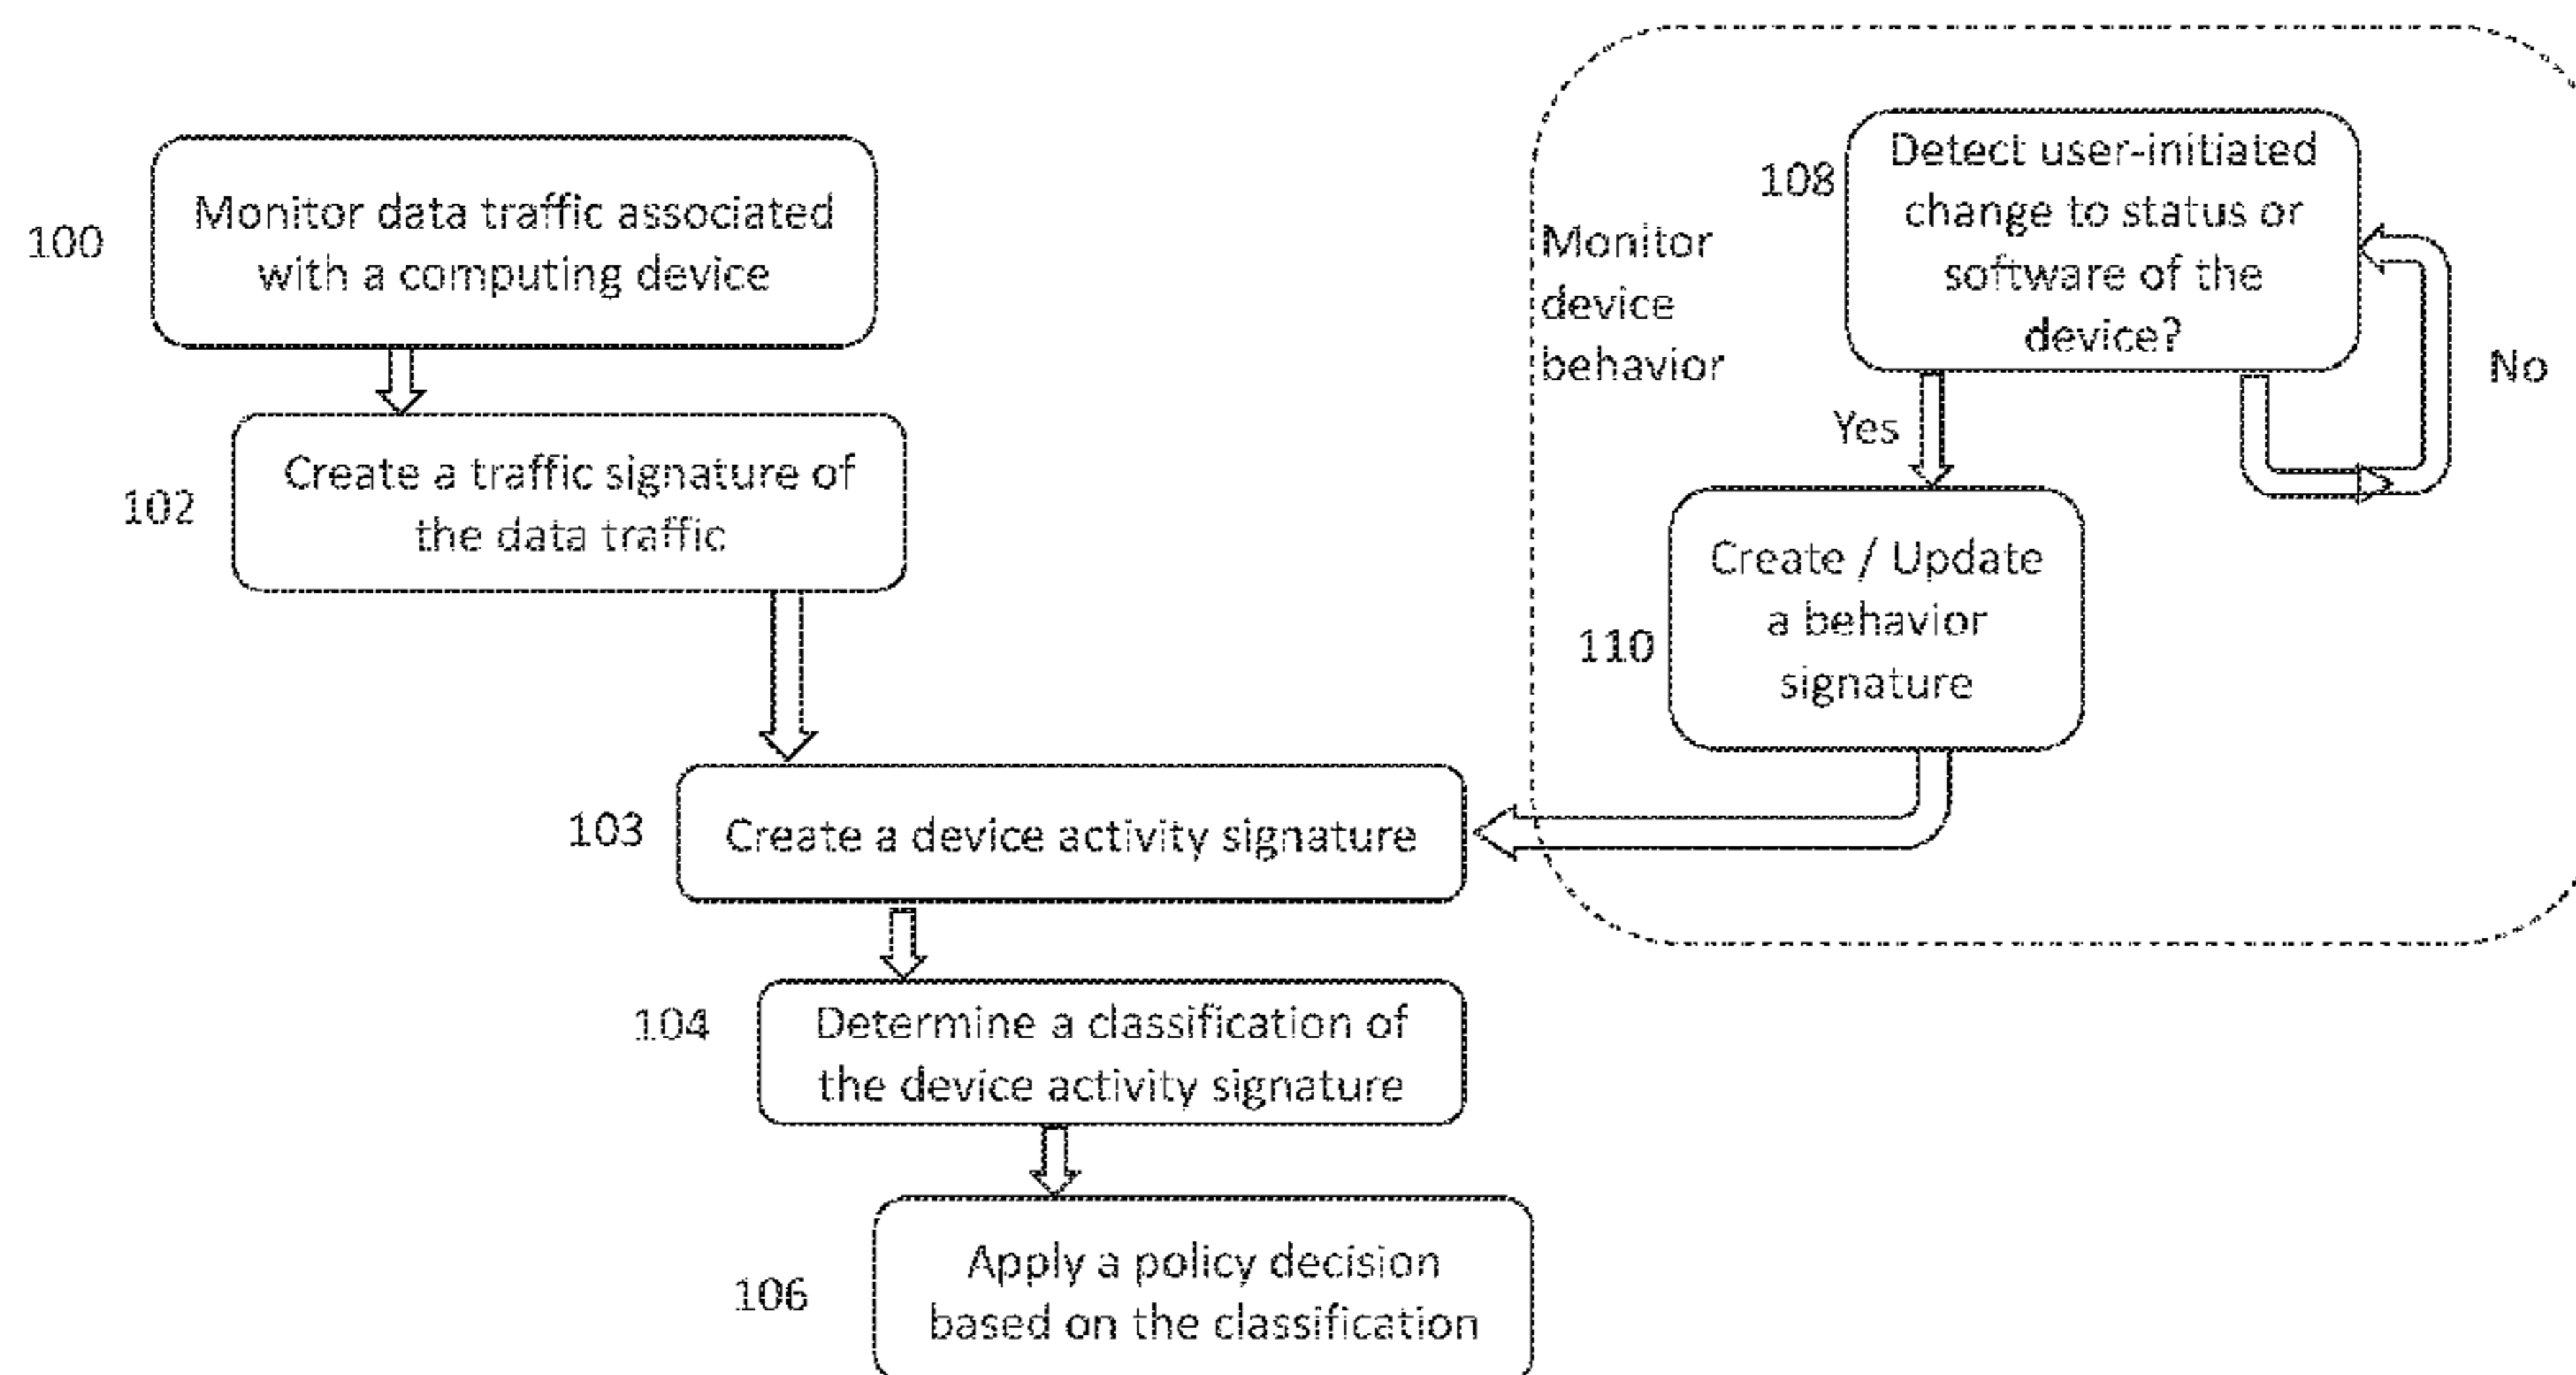 100
Monitor data traffic associated
with a computing device
102
Create a traffic signature of
the data traffic
Monitor
device
behavior
108
Detect user-initiated
change to status or
software of the
device?
No
Yes
110
Create / Update
a behavior
signature
103
Create a device activity signature
104
Determine a classification of
the device activity signature
106
Apply a policy decision
based on the classification